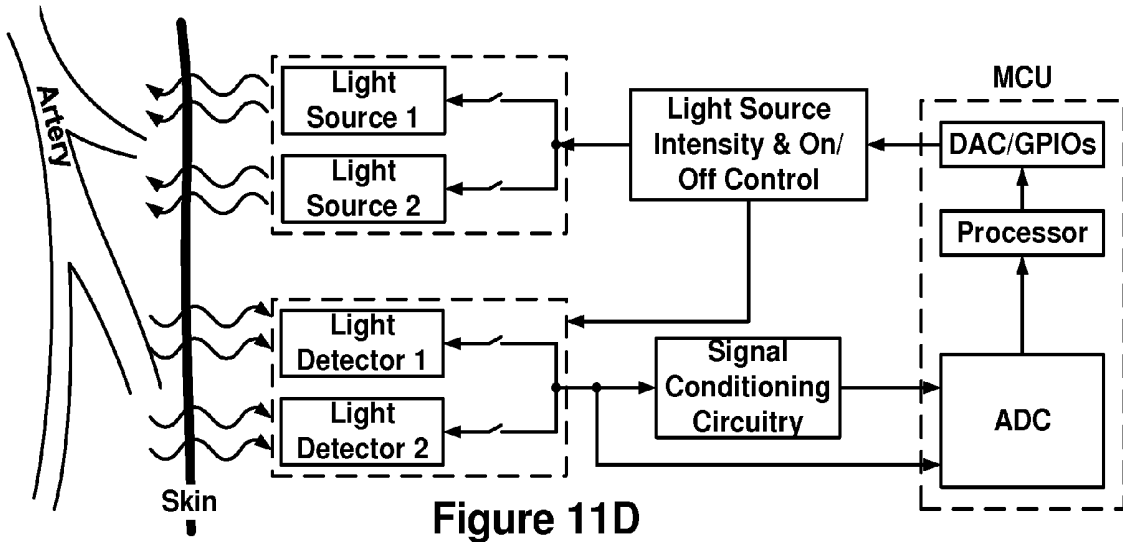 Artery
Skin
Light
Source 1
Light
Source 2
Light
Detector 1
Light
Detector 2
Light Source
Intensity & On/
Off Control
Signal
Conditioning
Circuitry
MCU
DAC/GPIOs
Processor
ADC
Figure 11D